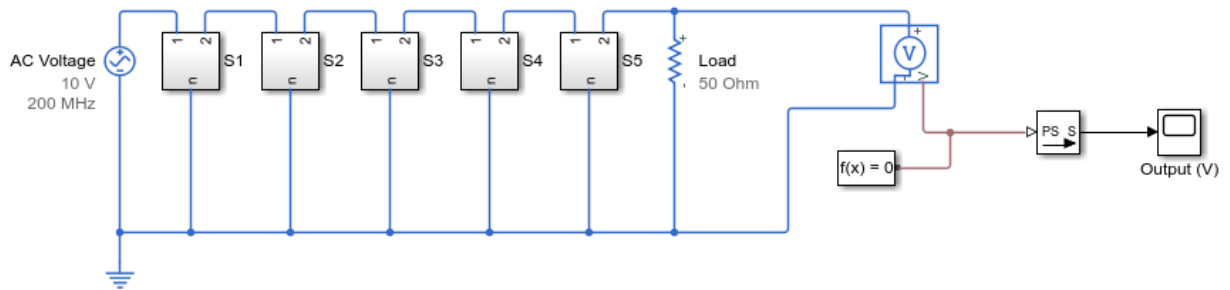 AC Voltage
10 V
200 MHz
1 2
n
S1
1 2
n
S2
1 2
n
S3
1 2
n
S4
1 2
n
S5
+
-
Load
50 Ohm
+
V
-
V
f(x) = 0
PS S
Output (V)